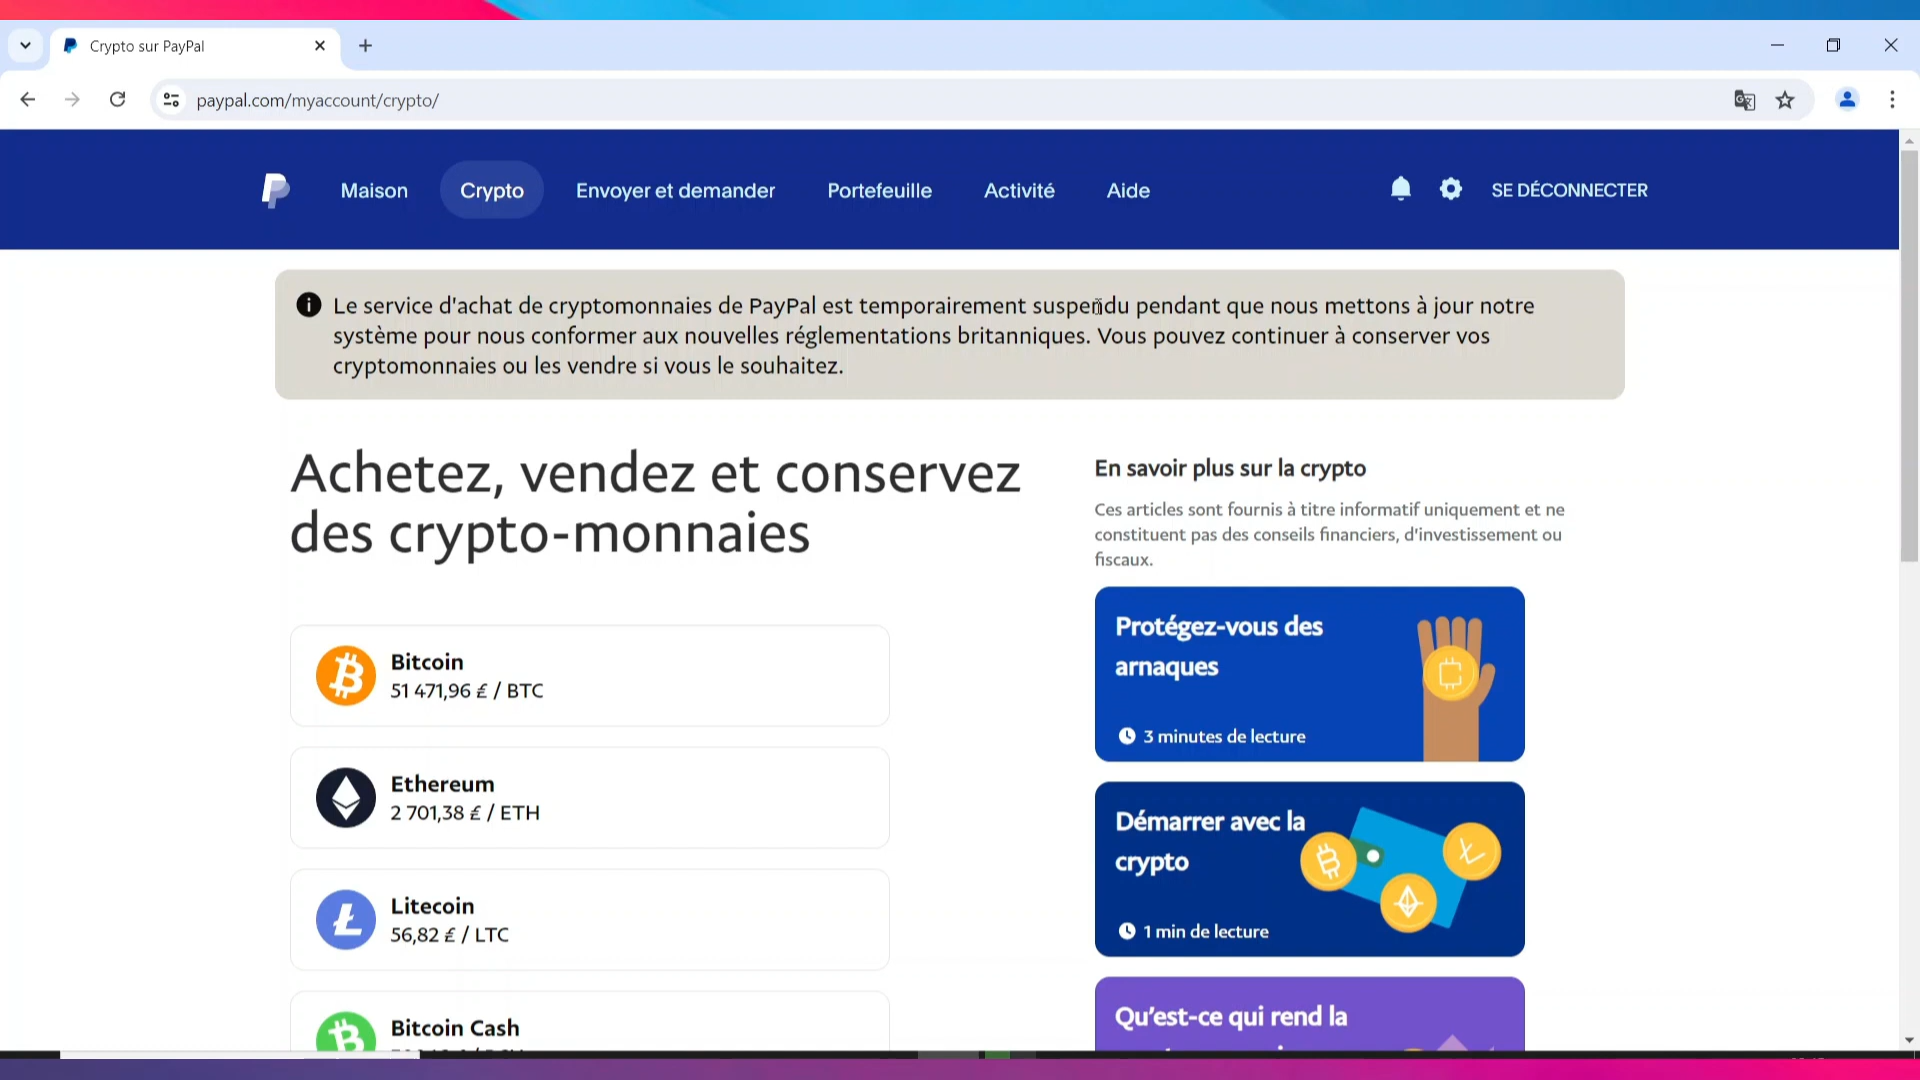 Crypto sur PayPal
paypal.com/myaccount/crypto/
Maison
Crypto
Envoyer et demander
Portefeuille
Activité
Aide
SE DÉCONNECTER
Le service d'achat de cryptomonnaies de PayPal est temporairement suspendu pendant que nous mettons à jour notre
système pour nous conformer aux nouvelles réglementations britanniques. Vous pouvez continuer à conserver vos
cryptomonnaies ou les vendre si vous le souhaitez.
Achetez, vendez et conservez
des crypto-monnaies
Bitcoin
51 471,96 £ / BTC
Ethereum
2 701,38 £ / ETH
Litecoin
56,82 £ / LTC
Bitcoin Cash
En savoir plus sur la crypto
Ces articles sont fournis à titre informatif uniquement et ne
constituent pas des conseils financiers, d'investissement ou
fiscaux.
Protégez-vous des
arnaques
3 minutes de lecture
Démarrer avec la
crypto
1 min de lecture
Qu'est-ce qui rend la